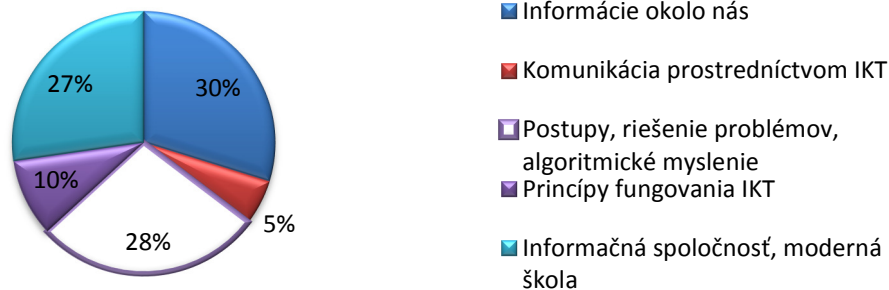 27%
30%
10%
28%
5%
Informácie okolo nás
Komunikácia prostredníctvom IKT
Postupy, riešenie problémov,
algoritmické myslenie
Princípy fungovania IKT
Informačná spoločnosť, moderná
škola